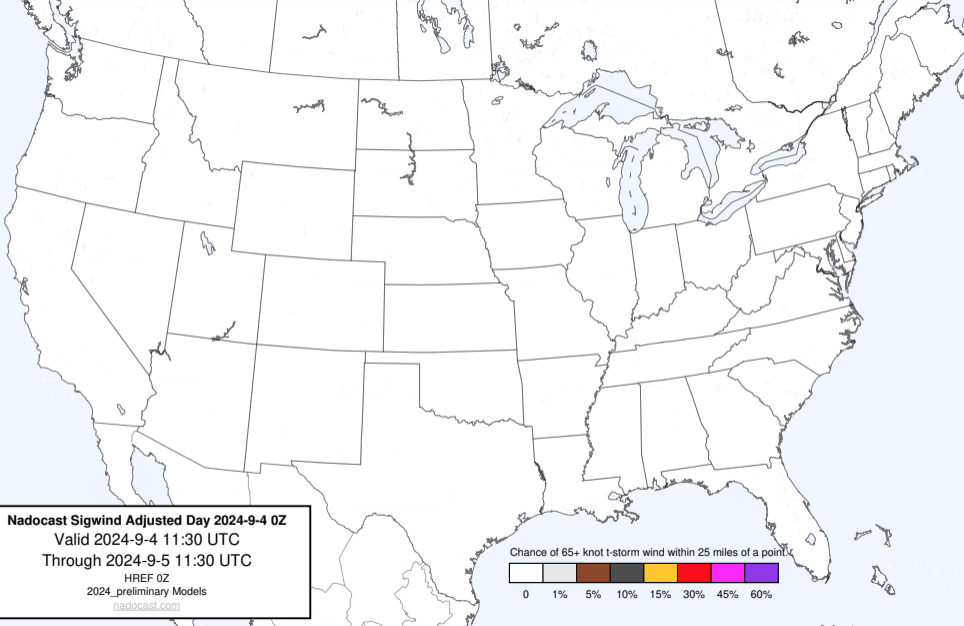 Nadocast Sigwind Adjusted Day 2024-9-4 0Z
Valid 2024-9-4 11:30 UTC
Through 2024-9-5 11:30 UTC
HREF 0Z
2024_preliminary Models
nadocast.com
Chance of 65+ knot t-storm wind within 25 miles of a point.
0 1% 5% 10% 15% 30% 45% 60%